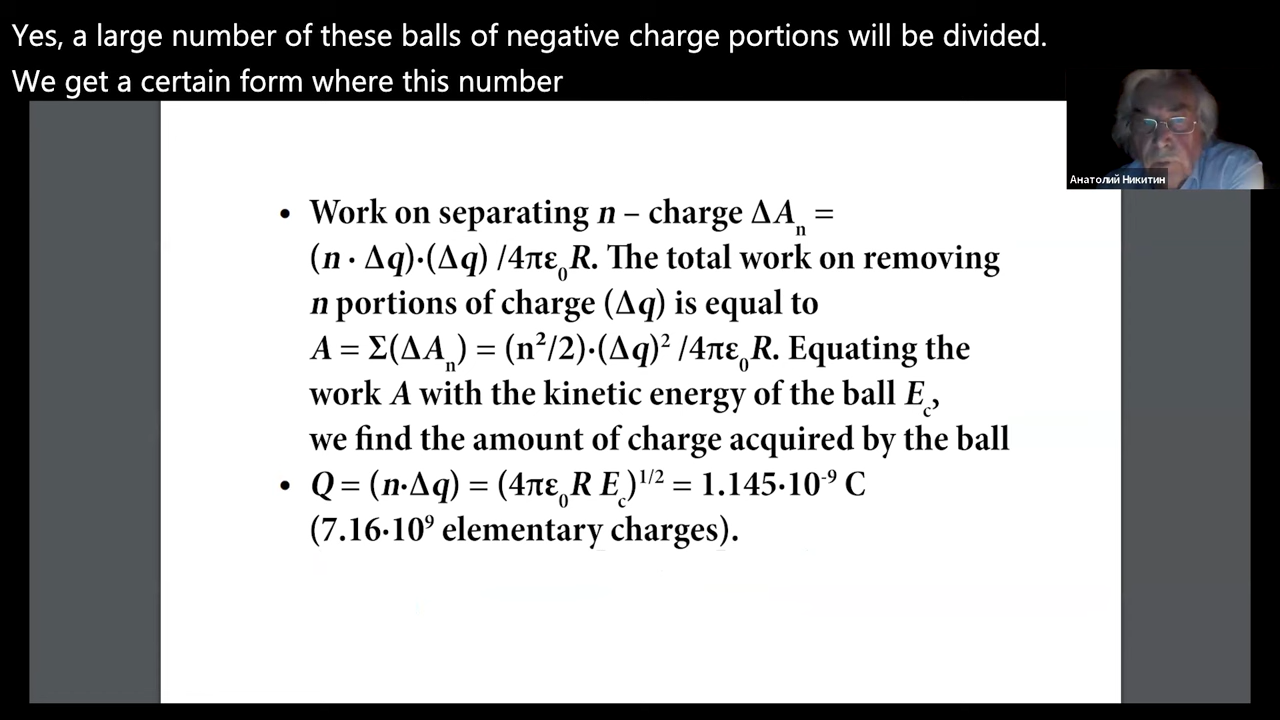 Yes, a large number of these balls of negative charge portions will be divided.
We get a certain form where this number
Анатолий Никитин
• Work on separating n – charge ΔAₙ =
(n · Δq)·(Δq) /4πε₀R. The total work on removing
n portions of charge (Δq) is equal to
A = Σ(ΔAₙ) = (n²/2)·(Δq)² /4πε₀R. Equating the
work A with the kinetic energy of the ball E_c,
we find the amount of charge acquired by the ball
• Q = (n·Δq) = (4πε₀R E_c)^1/2 = 1.145·10⁻⁹ C
(7.16·10⁹ elementary charges).